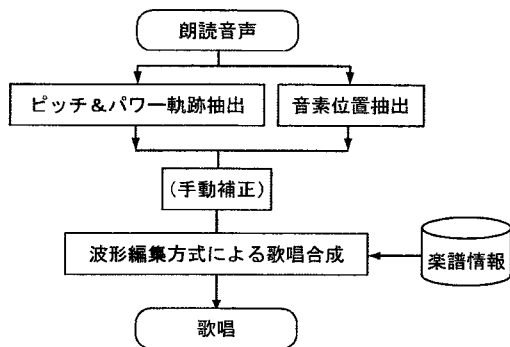 朗読音声
ピッチ&パワー軌跡抽出
音素位置抽出
(手動補正)
波形編集方式による歌唱合成
楽譜情報
歌唱